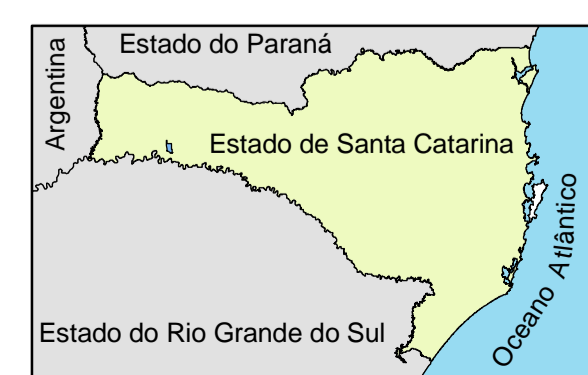 Estado do Paraná
Argentina
Estado de Santa Catarina
Oceano Atlântico
Estado do Rio Grande do Sul